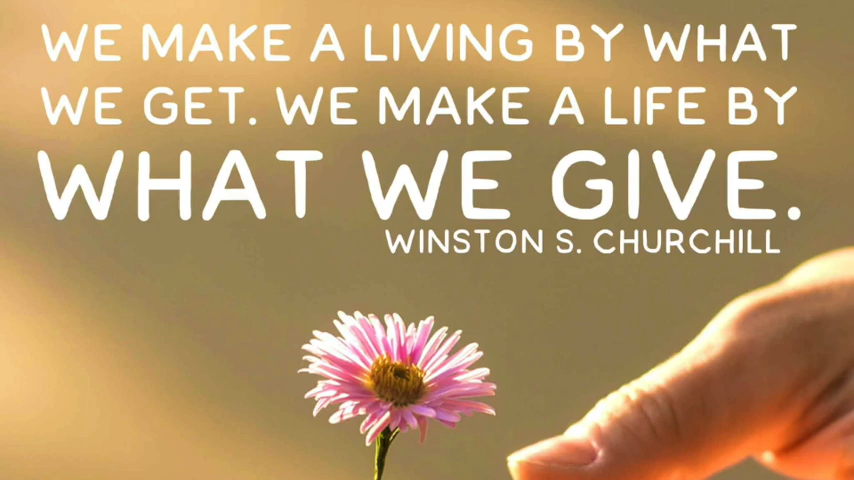 WE MAKE A LIVING BY WHAT
WE GET. WE MAKE A LIFE BY
WHAT WE GIVE.
WINSTON S. CHURCHILL